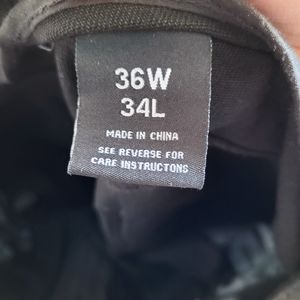 36W
34L
MADE IN CHINA
SEE REVERSE FOR
CARE INSTRUCTONS